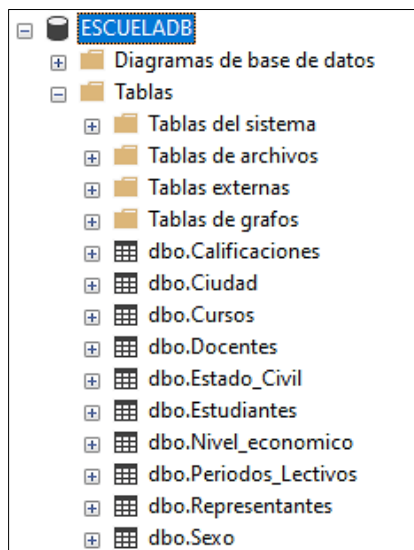 ESCUELADB
Diagramas de base de datos
Tablas
Tablas del sistema
Tablas de archivos
Tablas externas
Tablas de grafos
dbo.Calificaciones
dbo.Ciudad
dbo.Cursos
dbo.Docentes
dbo.Estado_Civil
dbo.Estudiantes
dbo.Nivel_economico
dbo.Periodos_Lectivos
dbo.Representantes
dbo.Sexo